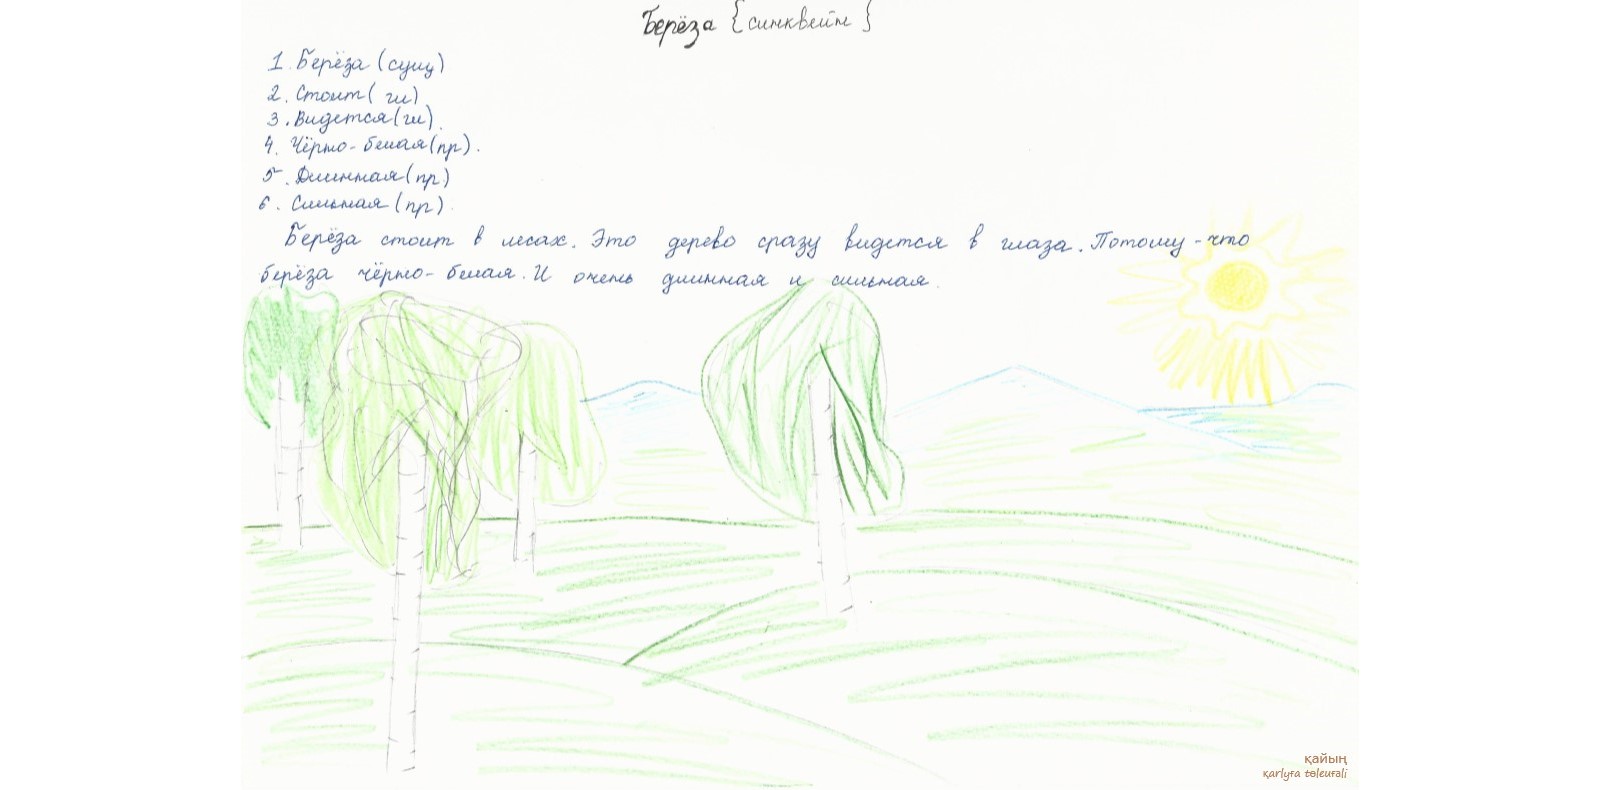 Берёза {синквейн}
1. Берёза (сущ)
2. Стоит( гл)
3. Видется(гл).
4. Чёрно-белая(пр).
5. Длинная(пр)
6. Сильная (пр).
Берёза стоит в лесах. Это дерево сразу видется в глаза. Потому-что
берёза чёрно-белая. И очень длинная и сильная.
қайың
qarlyға tөleuғali